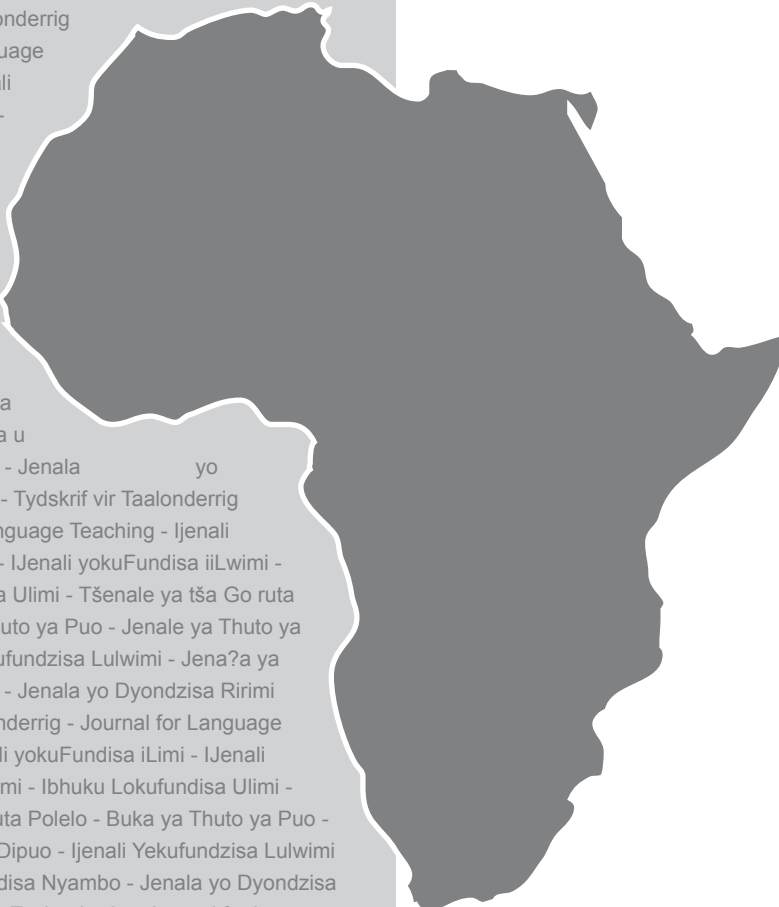 onderrig
uage
ali
-
a
a u
- Jenala yo
- Tydskrif vir Taalonderrig
nguage Teaching - Ijenali
- IJenali yokuFundisa iiLwimi -
a Ulimi - Tšenale ya tša Go ruta
uto ya Puo - Jenale ya Thuto ya
ufundzisa Lulwimi - Jena?a ya
- Jenala yo Dyondzisa Ririmi
nderrig - Journal for Language
li yokuFundisa iLimi - IJenali
mi - Ibhuku Lokufundisa Ulimi -
uta Polelo - Buka ya Thuto ya Puo -
Dipuo - Ijenali Yekufundzisa Lulwimi
disa Nyambo - Jenala yo Dyondzisa